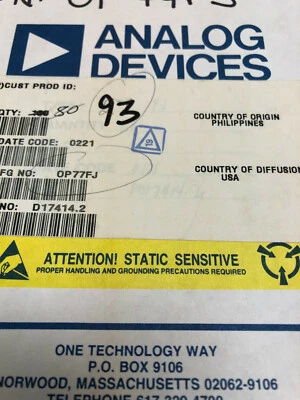 ANALOG
DEVICES
)CUST PROD ID:
QTY: 80
93
COUNTRY OF ORIGIN
PHILIPPINES
DATE CODE: 0221
COUNTRY OF DIFFUSION
USA
FG NO: OP77FJ
NO: D17414.2
ATTENTION! STATIC SENSITIVE
PROPER HANDLING AND GROUNDING PRECAUTIONS REQUIRED
ONE TECHNOLOGY WAY
P.O. BOX 9106
NORWOOD, MASSACHUSETTS 02062-9106